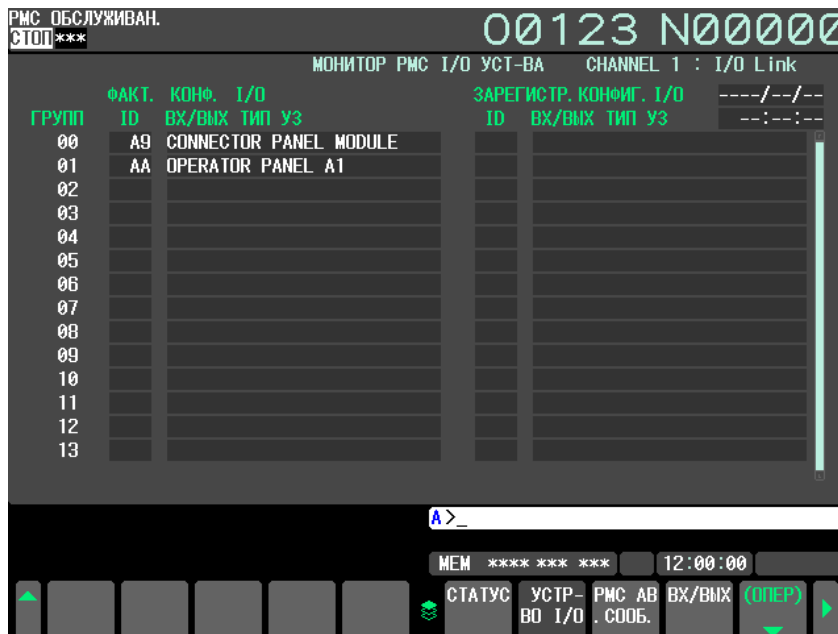 PMC ОБСЛУЖИВАН.
СТОП ***
O0123 N00000
МОНИТОР PMC I/O УСТ-ВА CHANNEL 1 : I/O Link
ФАКТ. КОНФ. I/O ЗАРЕГИСТР. КОНФИГ. I/O ----/--/--
ГРУПП ID ВХ/ВЫХ ТИП УЗ ID ВХ/ВЫХ ТИП УЗ --:--:--
00 A9 CONNECTOR PANEL MODULE
01 AA OPERATOR PANEL A1
02
03
04
05
06
07
08
09
10
11
12
13
A>_
MEM **** *** *** 12:00:00
СТАТУС УСТР- PMC АВ ВХ/ВЫХ (ОПЕР)
ВО I/O . СООБ.